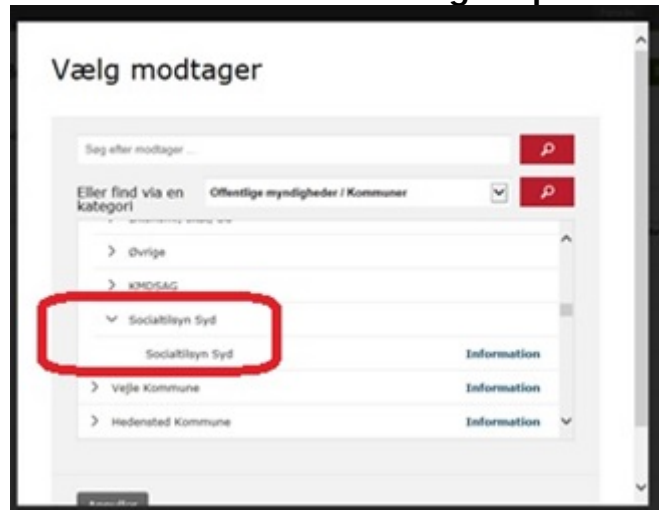 Vælg modtager
Søg efter modtager ...
Eller find via en kategori
Offentlige myndigheder / Kommuner
Øvrige
KMDSAG
Socialtilsyn Syd
Socialtilsyn Syd Information
Vejle Kommune Information
Hedensted Kommune Information